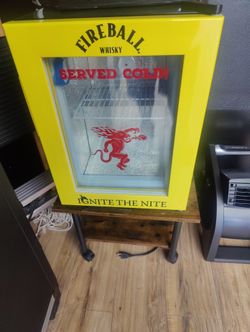 FIREBALL
WHISKY
SERVED COLD!
IGNITE THE NITE